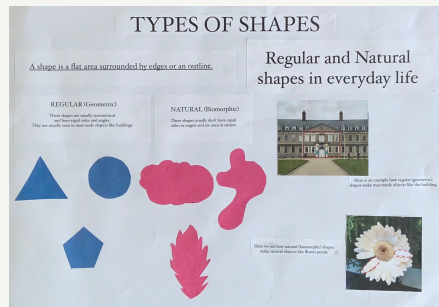 TYPES OF SHAPES
A shape is a flat area surrounded by edges or an outline.
Regular and Natural
shapes in everyday life
REGULAR (Geometric)
These shapes are usually symmetrical
and have equal sides and angles.
They are usually seen in man-made objects like buildings.
NATURAL (Biomorphic)
These shapes usually don't have equal
sides or angels and are seen in nature.
Here is an example how regular (geometric)
shapes make man-made objects like the building.
Here we see how natural (biomorphic) shapes
make natural objects like flower petals.